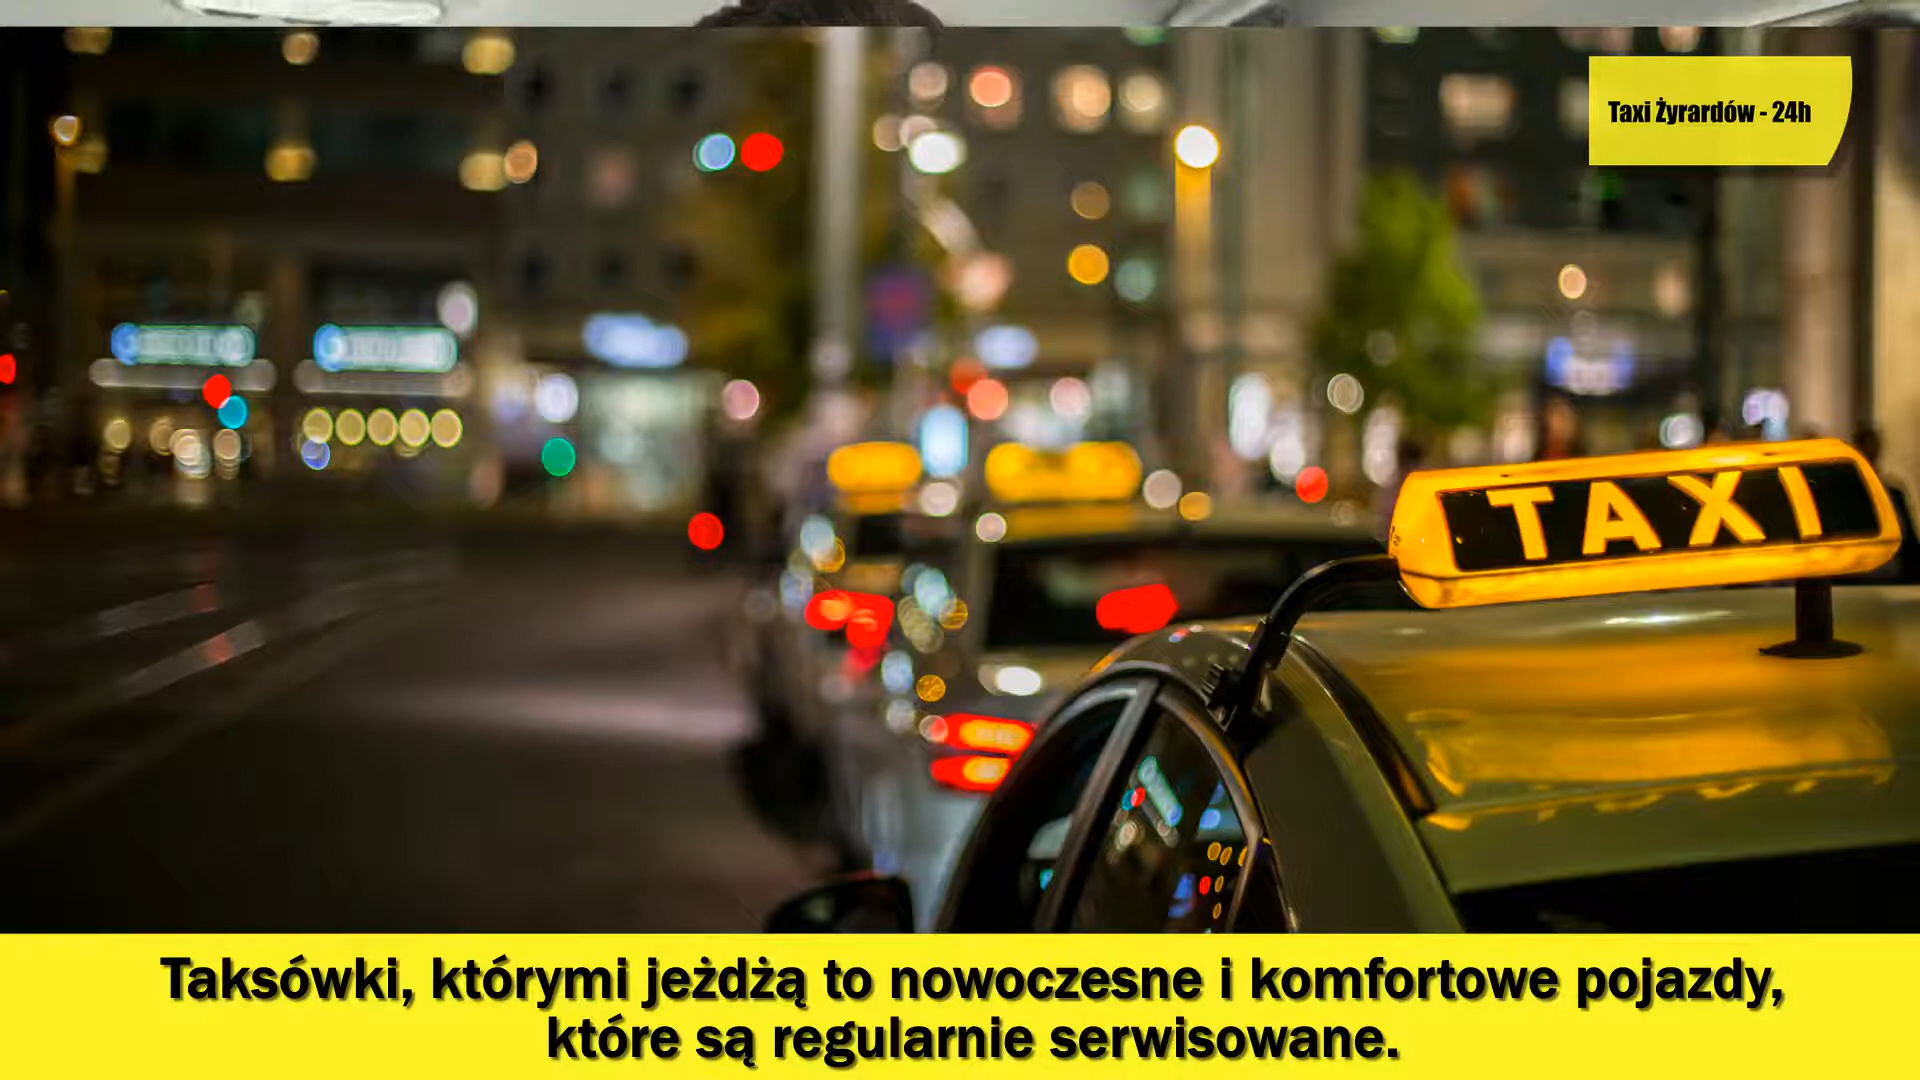 Taxi Żyrardów - 24h
TAXI
Taksówki, którymi jeżdżą to nowoczesne i komfortowe pojazdy,
które są regularnie serwisowane.